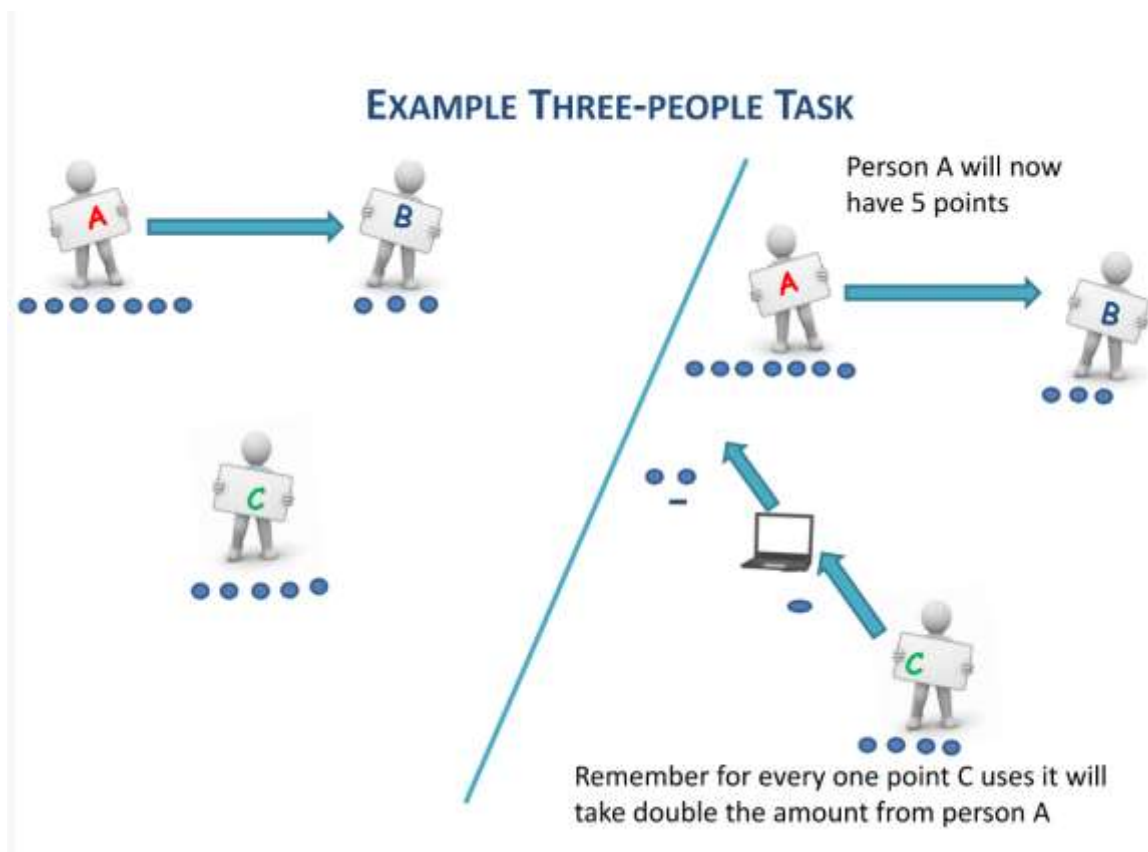 EXAMPLE THREE-PEOPLE TASK
Person A will now
have 5 points
A
B
A
B
C
C
Remember for every one point C uses it will
take double the amount from person A